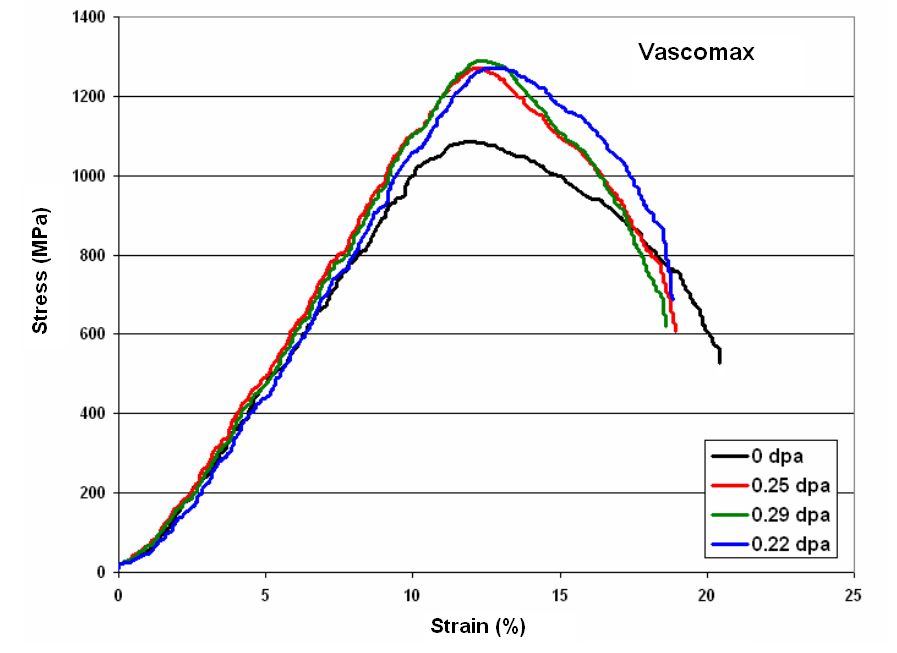 Vascomax
1400
1200
1000
800
600
400
200
0
Stress (MPa)
0 5 10 15 20 25
Strain (%)
0 dpa
0.25 dpa
0.29 dpa
0.22 dpa